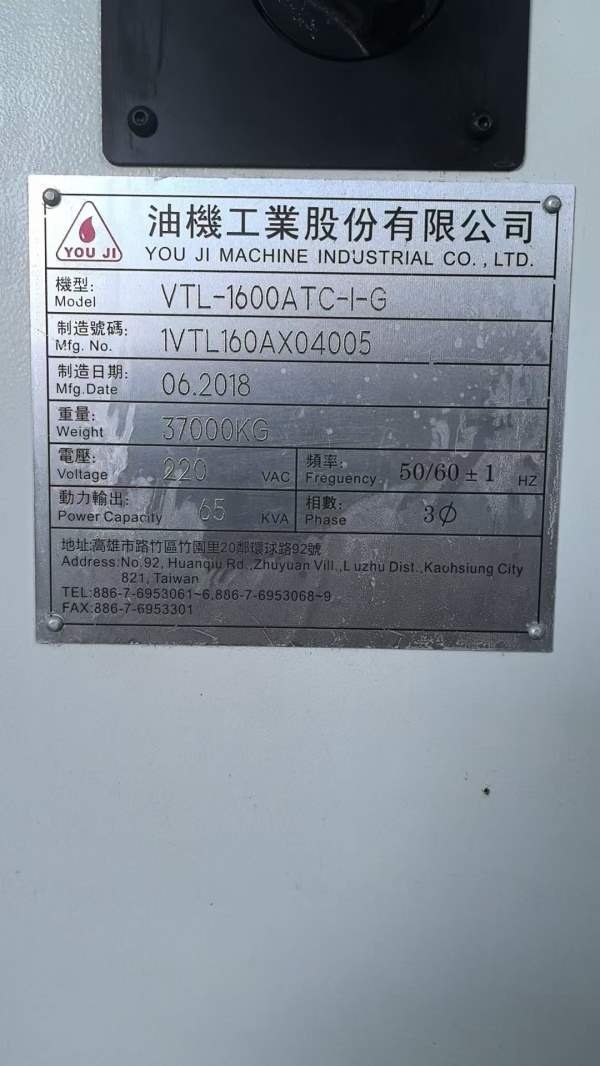 YOU JI
油機工業股份有限公司
YOU JI MACHINE INDUSTRIAL CO., LTD.
機型: Model VTL-1600ATC-I-G
制造號碼: Mfg. No. 1VTL160AX04005
制造日期: Mfg.Date 06.2018
重量: Weight 37000KG
電壓: Voltage 220 VAC 頻率: Freguency 50/60 ± 1 HZ
動力輸出: Power Capacity 65 KVA 相數: Phase 3∅
地址:高雄市路竹區竹園里20鄰環球路92號
Address:No.92, Huanqiu Rd.,Zhuyuan Vill.,Luzhu Dist.,Kaohsiung City
821, Taiwan
TEL:886-7-6953061~6,886-7-6953068~9
FAX:886-7-6953301